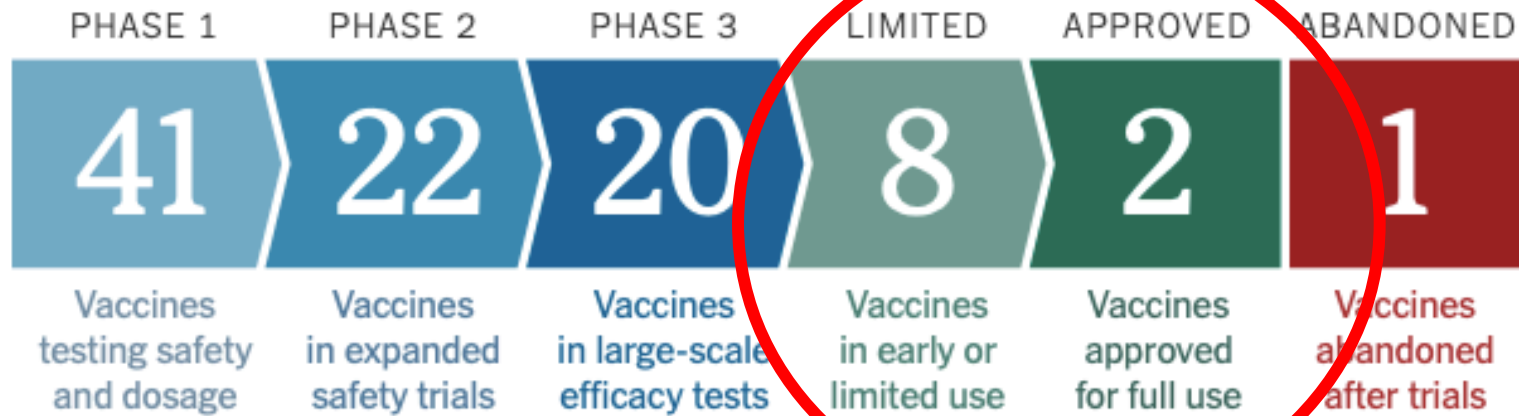 PHASE 1 PHASE 2 PHASE 3 LIMITED APPROVED ABANDONED
41 22 20 8 2 1
Vaccines Vaccines Vaccines Vaccines Vaccines Vaccines
testing safety in expanded in large-scale in early or approved abandoned
and dosage safety trials efficacy tests limited use for full use after trials